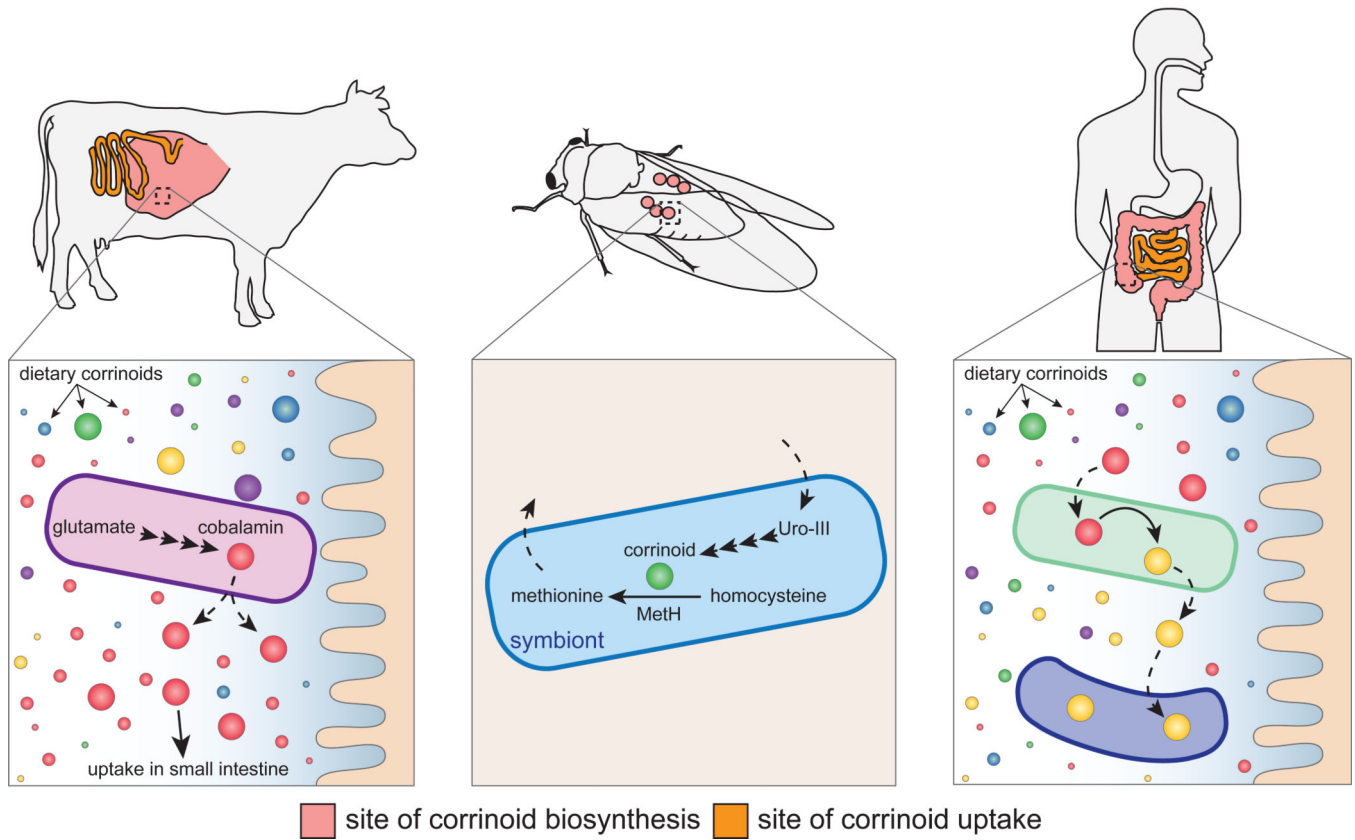 dietary corrinoids
glutamate
cobalamin
uptake in small intestine
Uro-III
corrinoid
methionine
homocysteine
MetH
symbiont
dietary corrinoids
site of corrinoid biosynthesis
site of corrinoid uptake